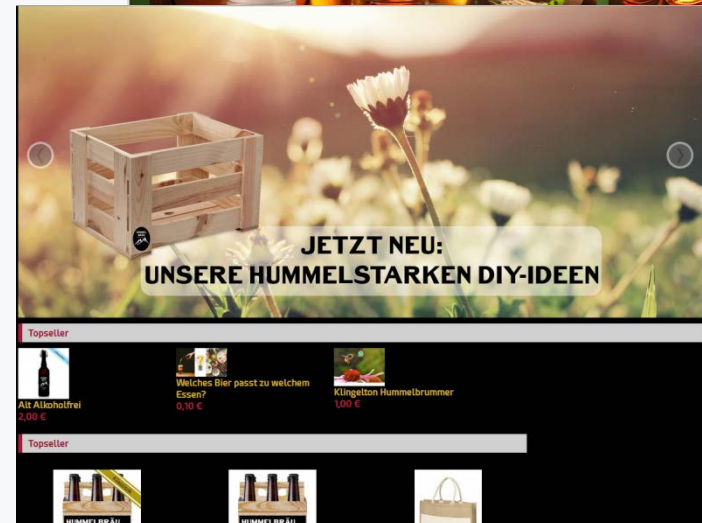 JETZT NEU:
UNSERE HUMMELSTARKEN DIY-IDEEN
Topseller
Alt Alkoholfrei
2,00 €
Welches Bier passt zu welchem
Essen?
0,10 €
Klingelton Hummelbrummer
1,00 €
Topseller
HUMMELBRÄU
HUMMELBRÄU